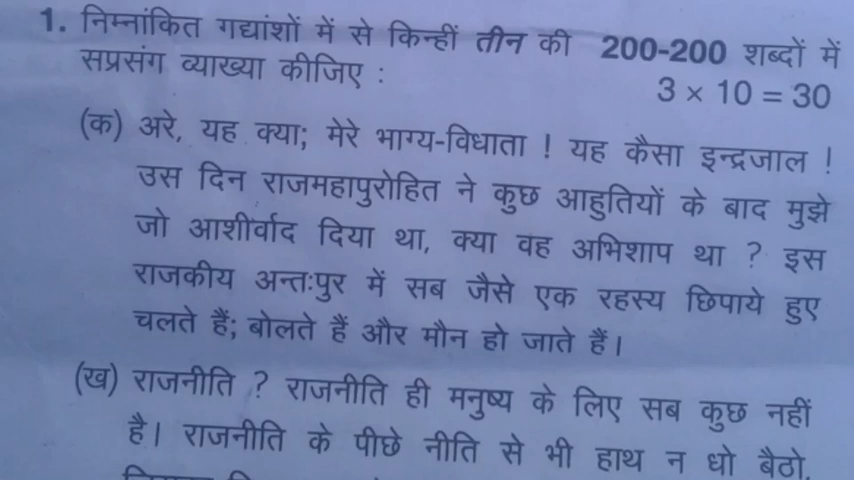 1. निम्नांकित गद्यांशों में से किन्हीं तीन की 200-200 शब्दों में
सप्रसंग व्याख्या कीजिए :
3 × 10 = 30
(क) अरे, यह क्या; मेरे भाग्य-विधाता ! यह कैसा इन्द्रजाल !
उस दिन राजमहापुरोहित ने कुछ आहुतियों के बाद मुझे
जो आशीर्वाद दिया था, क्या वह अभिशाप था ? इस
राजकीय अन्तःपुर में सब जैसे एक रहस्य छिपाये हुए
चलते हैं; बोलते हैं और मौन हो जाते हैं।
(ख) राजनीति ? राजनीति ही मनुष्य के लिए सब कुछ नहीं
है। राजनीति के पीछे नीति से भी हाथ न धो बैठो,